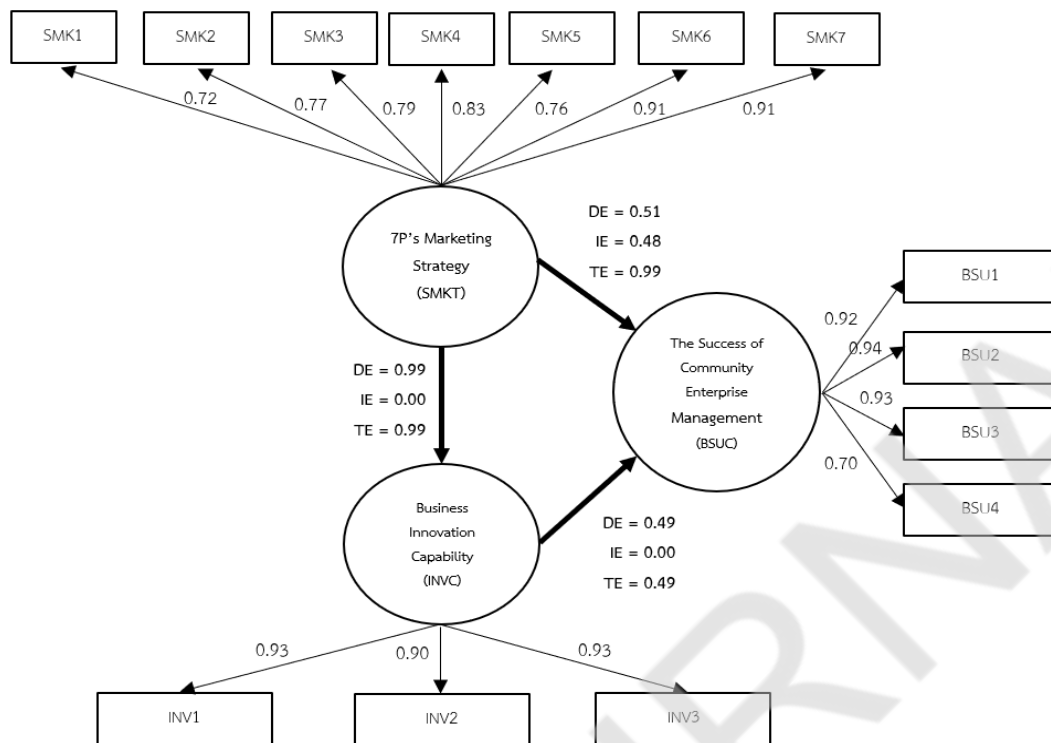 SMK1
SMK2
SMK3
SMK4
SMK5
SMK6
SMK7
0.72
0.77
0.79
0.83
0.76
0.91
0.91
7P's Marketing
Strategy
(SMKT)
DE = 0.51
IE = 0.48
TE = 0.99
BSU1
BSU2
BSU3
BSU4
0.92
0.94
0.93
0.70
The Success of
Community
Enterprise
Management
(BSUC)
DE = 0.99
IE = 0.00
TE = 0.99
Business
Innovation
Capability
(INVC)
DE = 0.49
IE = 0.00
TE = 0.49
0.93
0.90
0.93
INV1
INV2
INV3